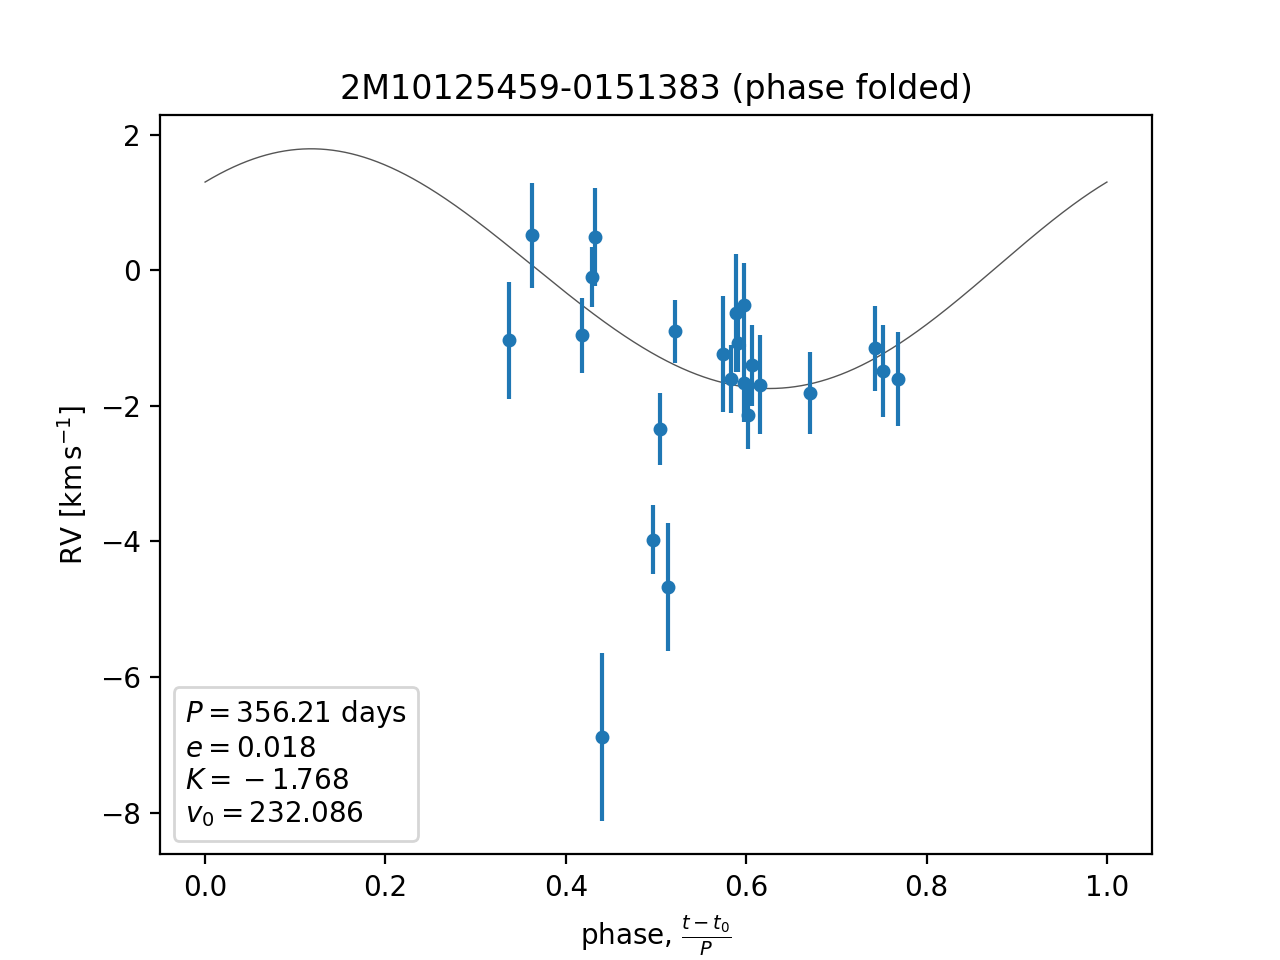 2M10125459-0151383 (phase folded)
2
0
−2
−4
−6
−8
RV [km s⁻¹]
P = 356.21 days
e = 0.018
K = −1.768
v₀ = 232.086
0.0 0.2 0.4 0.6 0.8 1.0
phase, (t − t₀)/P